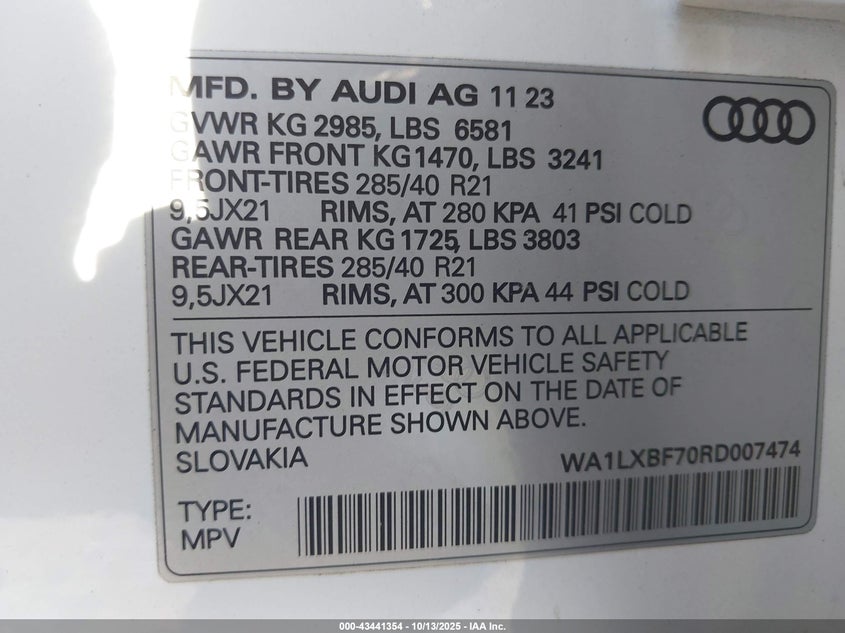 MFD. BY AUDI AG 11 23
GVWR KG 2985, LBS 6581
GAWR FRONT KG1470, LBS 3241
FRONT-TIRES 285/40 R21
9,5JX21 RIMS, AT 280 KPA 41 PSI COLD
GAWR REAR KG 1725, LBS 3803
REAR-TIRES 285/40 R21
9,5JX21 RIMS, AT 300 KPA 44 PSI COLD
THIS VEHICLE CONFORMS TO ALL APPLICABLE
U.S. FEDERAL MOTOR VEHICLE SAFETY
STANDARDS IN EFFECT ON THE DATE OF
MANUFACTURE SHOWN ABOVE.
SLOVAKIA WA1LXBF70RD007474
TYPE:
MPV
000-43441354 - 10/13/2025 - IAA Inc.